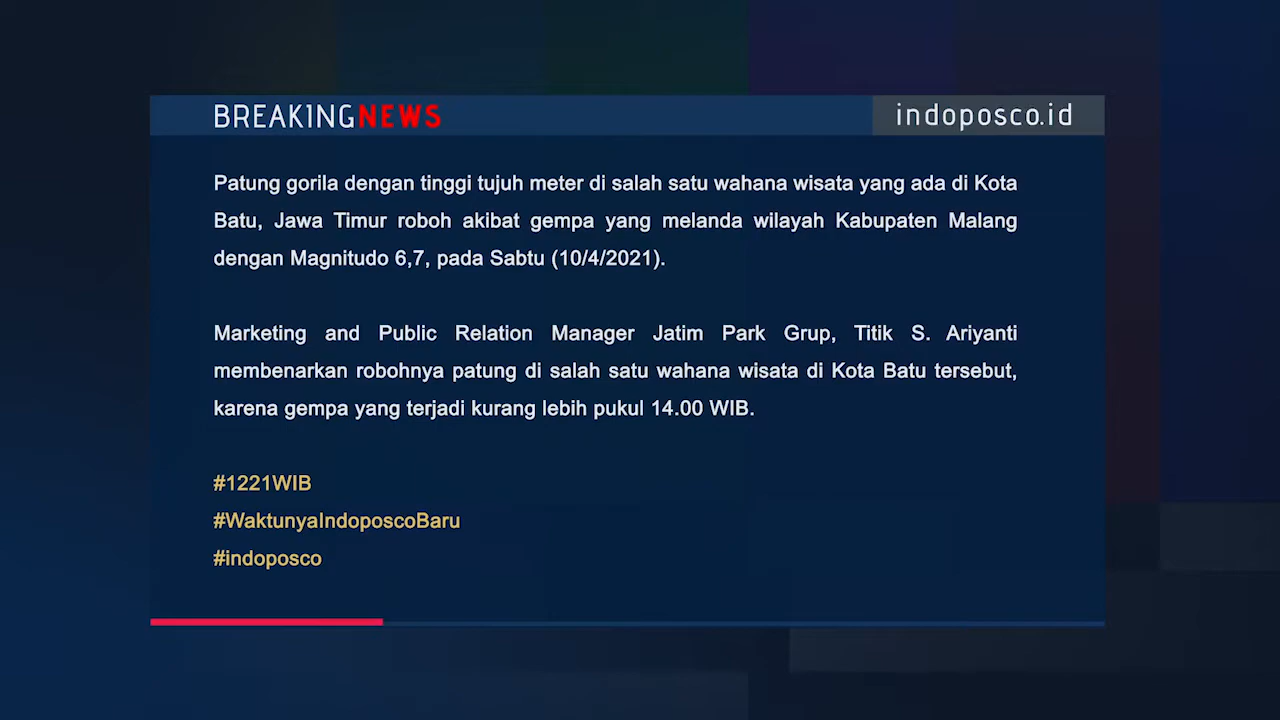 BREAKINGNEWS
indoposco.id
Patung gorila dengan tinggi tujuh meter di salah satu wahana wisata yang ada di Kota
Batu, Jawa Timur roboh akibat gempa yang melanda wilayah Kabupaten Malang
dengan Magnitudo 6,7, pada Sabtu (10/4/2021).
Marketing and Public Relation Manager Jatim Park Grup, Titik S. Ariyanti
membenarkan robohnya patung di salah satu wahana wisata di Kota Batu tersebut,
karena gempa yang terjadi kurang lebih pukul 14.00 WIB.
#1221WIB
#WaktunyaIndoposcoBaru
#indoposco